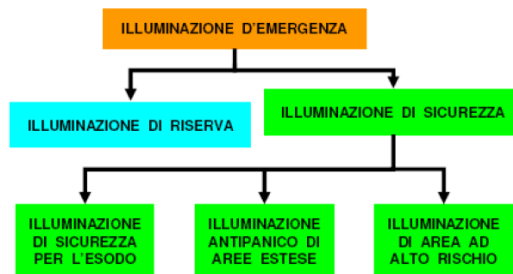 ILLUMINAZIONE D'EMERGENZA
ILLUMINAZIONE DI RISERVA
ILLUMINAZIONE DI SICUREZZA
ILLUMINAZIONE
DI SICUREZZA
PER L'ESODO
ILLUMINAZIONE
ANTIPANICO DI
AREE ESTESE
ILLUMINAZIONE
DI AREA AD
ALTO RISCHIO